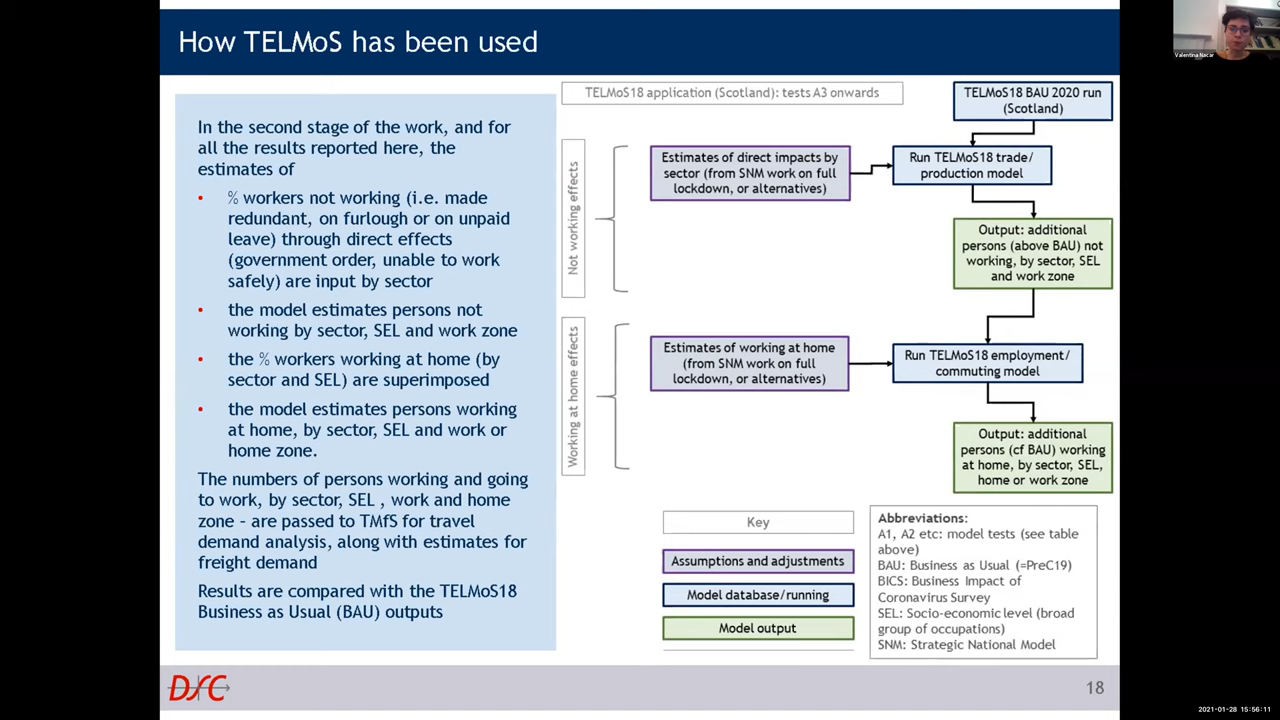 How TELMoS has been used
In the second stage of the work, and for
all the results reported here, the
estimates of
• % workers not working (i.e. made
redundant, on furlough or on unpaid
leave) through direct effects
(government order, unable to work
safely) are input by sector
• the model estimates persons not
working by sector, SEL and work zone
• the % workers working at home (by
sector and SEL) are superimposed
• the model estimates persons working
at home, by sector, SEL and work or
home zone.
The numbers of persons working and going
to work, by sector, SEL , work and home
zone – are passed to TMfS for travel
demand analysis, along with estimates for
freight demand
Results are compared with the TELMoS18
Business as Usual (BAU) outputs
TELMoS18 application (Scotland): tests A3 onwards
TELMoS18 BAU 2020 run
(Scotland)
Not working effects
Estimates of direct impacts by
sector (from SNM work on full
lockdown, or alternatives)
Run TELMoS18 trade/
production model
Output: additional
persons (above BAU) not
working, by sector, SEL
and work zone
Working at home effects
Estimates of working at home
(from SNM work on full
lockdown, or alternatives)
Run TELMoS18 employment/
commuting model
Output: additional
persons (cf BAU) working
at home, by sector, SEL,
home or work zone
Key
Assumptions and adjustments
Model database/running
Model output
Abbreviations:
A1, A2 etc: model tests (see table
above)
BAU: Business as Usual (=PreC19)
BICS: Business Impact of
Coronavirus Survey
SEL: Socio-economic level (broad
group of occupations)
SNM: Strategic National Model
DSC
18
Valentina Nacar
2021-01-28 15:56:11